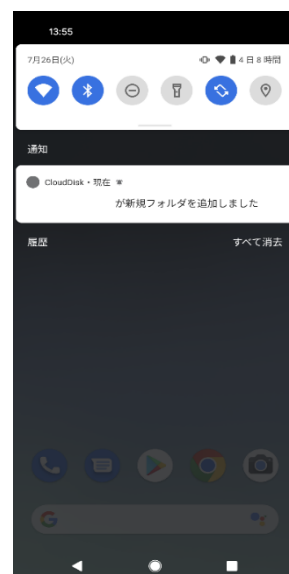 13:55
7月26日(火) 4日8時間
通知
CloudDisk・現在
が新規フォルダを追加しました
履歴 すべて消去